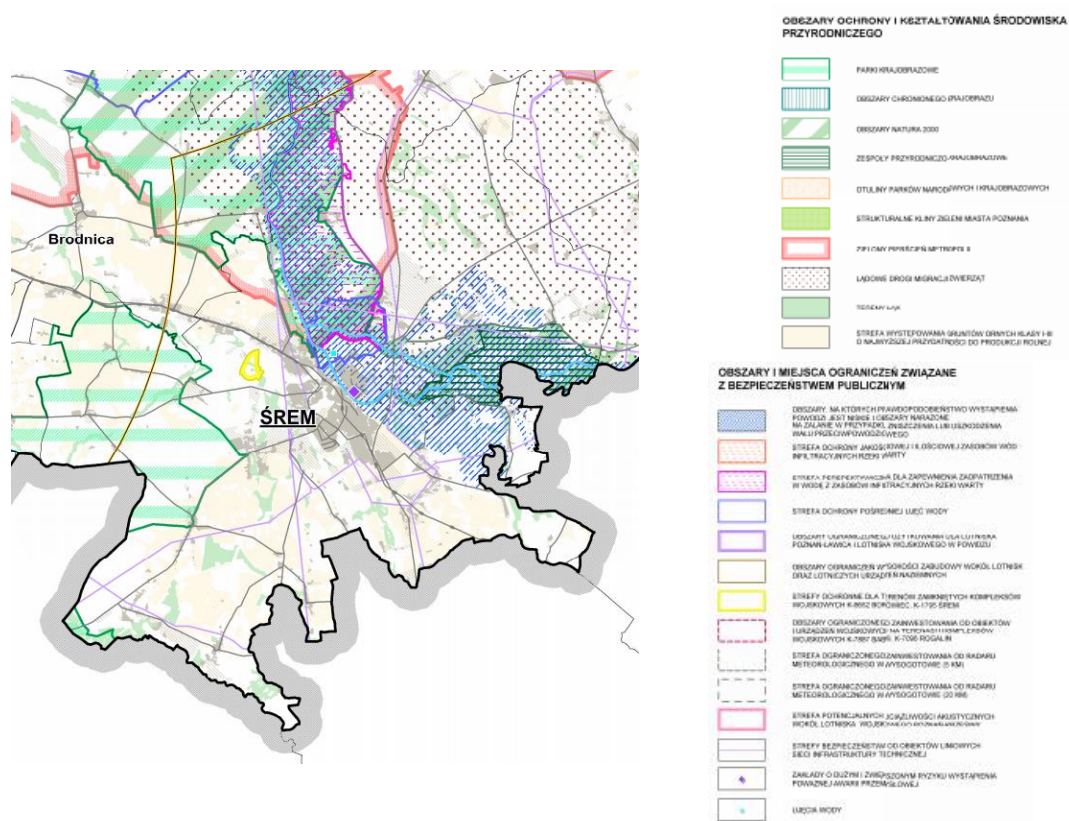 OBSZARY OCHRONY I KSZTAŁTOWANIA ŚRODOWISKA
PRZYRODNICZEGO
PARKI KRAJOBRAZOWE
OBSZARY CHRONIONEGO KRAJOBRAZU
OBSZARY NATURA 2000
ZESPOŁY PRZYRODNICZO-KRAJOBRAZOWE
OTULINY PARKÓW NARODOWYCH I KRAJOBRAZOWYCH
STRUKTURALNE KLINY ZIELENI MIASTA POZNANIA
ZIELONY PIERŚCIEŃ METROPOLII
LĄDOWE DROGI MIGRACJI ZWIERZĄT
TERENY ŁĄK
STREFA WYSTĘPOWANIA GRUNTÓW ORNYCH KLASY I-III
O NAJWYŻSZEJ PRZYDATNOŚCI DO PRODUKCJI ROLNEJ
Brodnica
ŚREM
OBSZARY I MIEJSCA OGRANICZEŃ ZWIĄZANE
Z BEZPIECZEŃSTWEM PUBLICZNYM
OBSZARY, NA KTÓRYCH PRAWDOPODOBIEŃSTWO WYSTĄPIENIA
POWODZI JEST NISKIE I OBSZARY NARAŻONE
NA ZALANIE W PRZYPADKU ZNISZCZENIA LUB USZKODZENIA
WAŁU PRZECIWPOWODZIOWEGO
STREFA OCHRONY JAKOŚCIOWEJ I ILOŚCIOWEJ ZASOBÓW WÓD
INFILTRACYJNYCH RZEKI WARTY
STREFA PERSPEKTYWICZNA DLA ZAPEWNIENIA ZAOPATRZENIA
W WODĘ Z ZASOBÓW INFILTRACYJNYCH RZEKI WARTY
STREFA OCHRONY POŚREDNIEJ UJĘĆ WODY
OBSZARY OGRANICZONEGO UŻYTKOWANIA DLA LOTNISKA
POZNAŃ-ŁAWICA I LOTNISKA WOJSKOWEGO W POWIDZU
OBSZARY OGRANICZEŃ WYSOKOŚCI ZABUDOWY WOKÓŁ LOTNISK
ORAZ LOTNICZYCH URZĄDZEŃ NAZIEMNYCH
STREFY OCHRONNE DLA TERENÓW ZAMKNIĘTYCH KOMPLEKSÓW
WOJSKOWYCH K-8662 BORÓWIEC, K-1795 ŚREM
OBSZARY OGRANICZONEGO ZAINWESTOWANIA OD OBIEKTÓW
I URZĄDZEŃ WOJSKOWYCH NA TERENACH KOMPLEKSÓW
WOJSKOWYCH K-7096 ROGALIN
STREFA OGRANICZONEGO ZAINWESTOWANIA OD RADARU
METEOROLOGICZNEGO W WYSOGOTOWIE (5 KM)
STREFA OGRANICZONEGO ZAINWESTOWANIA OD RADARU
METEOROLOGICZNEGO W WYSOGOTOWIE (20 KM)
STREFA POTENCJALNYCH UCIĄŻLIWOŚCI AKUSTYCZNYCH
WOKÓŁ LOTNISKA WOJSKOWEGO
STREFY BEZPIECZEŃSTWA OD OBIEKTÓW LINIOWYCH
SIECI INFRASTRUKTURY TECHNICZNEJ
ZAKŁADY O DUŻYM I ZWIĘKSZONYM RYZYKU WYSTĄPIENIA
POWAŻNEJ AWARII PRZEMYSŁOWEJ
UJĘCIA WODY